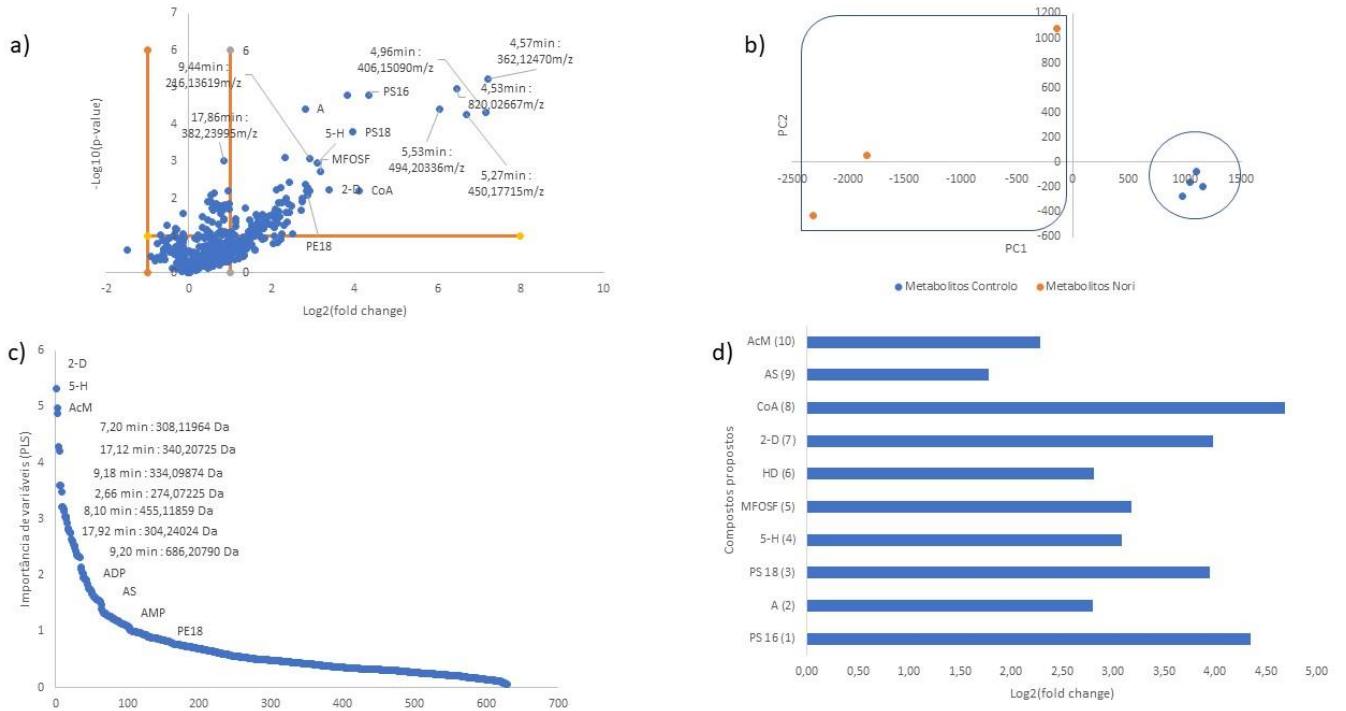 a)
7
6
5
4
3
2
1
0
6
0
-2
0
2
4
6
8
10
-Log10(p-value)
Log2(fold change)
9,44min :
216,13619m/z
4,96min :
406,15090m/z
4,57min :
362,12470m/z
4,53min :
820,02667m/z
17,86min :
382,23995m/z
A
PS16
5-H
PS18
MFOSF
5,53min :
494,20336m/z
5,27min :
450,17715m/z
2-D
CoA
PE18
b)
1200
1000
800
600
400
200
0
-200
-400
-600
-2500
-2000
-1500
-1000
-500
0
500
1000
1500
PC2
PC1
Metabolitos Controlo
Metabolitos Nori
c)
6
5
4
3
2
1
0
0
100
200
300
400
500
600
700
Importância de variáveis (PLS)
2-D
5-H
AcM
7,20 min : 308,11964 Da
17,12 min : 340,20725 Da
9,18 min : 334,09874 Da
2,66 min : 274,07225 Da
8,10 min : 455,11859 Da
17,92 min : 304,24024 Da
9,20 min : 686,20790 Da
ADP
AS
AMP
PE18
d)
Compostos propostos
AcM (10)
AS (9)
CoA (8)
2-D (7)
HD (6)
MFOSF (5)
5-H (4)
PS 18 (3)
A (2)
PS 16 (1)
0,00
0,50
1,00
1,50
2,00
2,50
3,00
3,50
4,00
4,50
5,00
Log2(fold change)